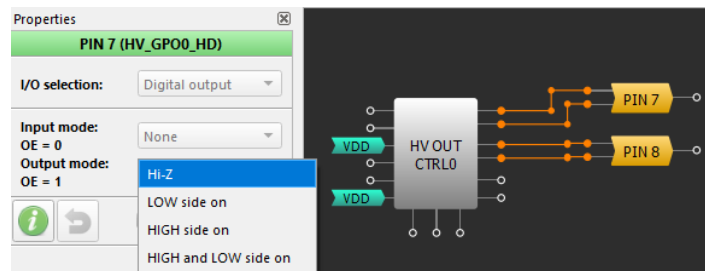 Properties
PIN 7 (HV_GPO0_HD)
I/O selection:
Digital output
Input mode:
OE = 0
None
Output mode:
OE = 1
Hi-Z
LOW side on
HIGH side on
HIGH and LOW side on
i
VDD
VDD
HV OUT
CTRL0
PIN 7
PIN 8